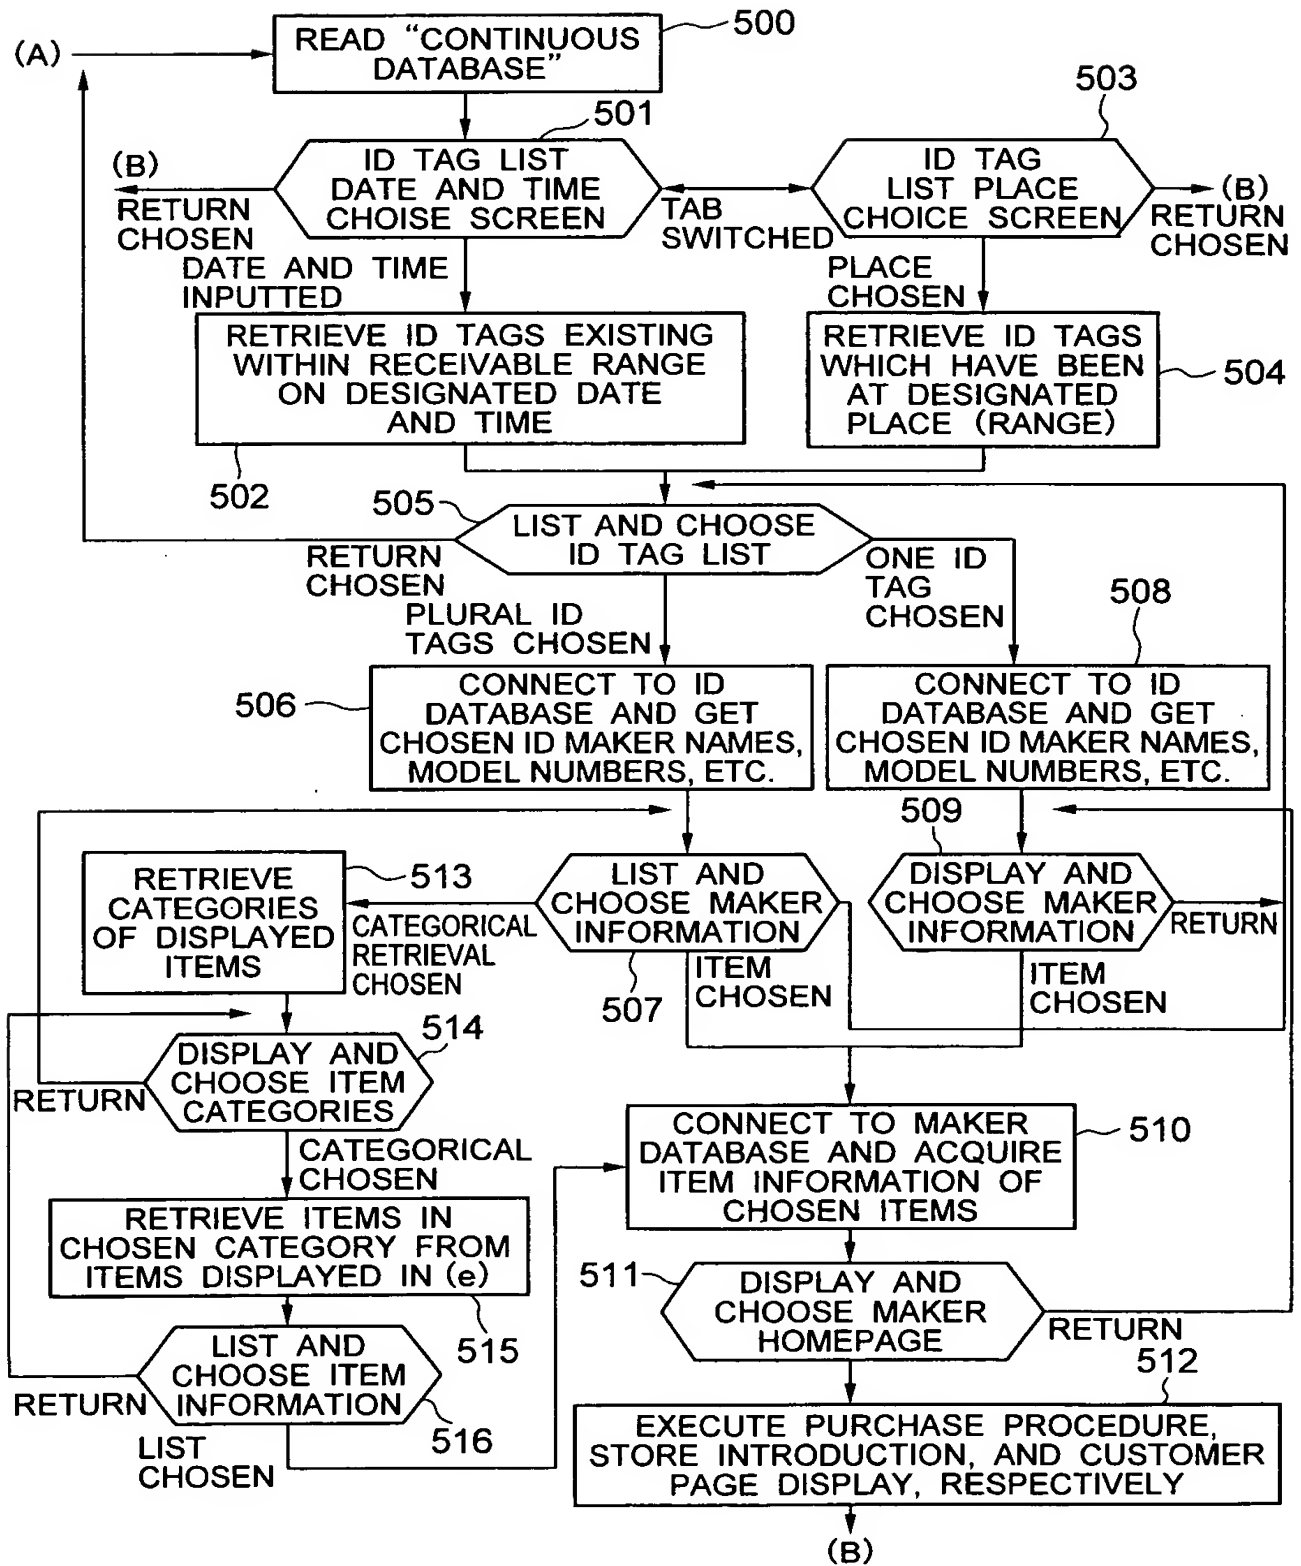 500
(A)
READ “CONTINUOUS
DATABASE”
501
503
(B)
RETURN
CHOSEN
ID TAG LIST
DATE AND TIME
CHOISE SCREEN
TAB
SWITCHED
ID TAG
LIST PLACE
CHOICE SCREEN
(B)
RETURN
CHOSEN
DATE AND TIME
INPUTTED
PLACE
CHOSEN
RETRIEVE ID TAGS EXISTING
WITHIN RECEIVABLE RANGE
ON DESIGNATED DATE
AND TIME
502
RETRIEVE ID TAGS
WHICH HAVE BEEN
AT DESIGNATED
PLACE (RANGE)
504
505
LIST AND CHOOSE
ID TAG LIST
RETURN
CHOSEN
PLURAL ID
TAGS CHOSEN
ONE ID
TAG
CHOSEN
508
506
CONNECT TO ID
DATABASE AND GET
CHOSEN ID MAKER NAMES,
MODEL NUMBERS, ETC.
CONNECT TO ID
DATABASE AND GET
CHOSEN ID MAKER NAMES,
MODEL NUMBERS, ETC.
509
RETRIEVE
CATEGORIES
OF DISPLAYED
ITEMS
513
CATEGORICAL
RETRIEVAL
CHOSEN
LIST AND
CHOOSE MAKER
INFORMATION
507
ITEM
CHOSEN
DISPLAY AND
CHOOSE MAKER
INFORMATION
RETURN
ITEM
CHOSEN
514
DISPLAY AND
CHOOSE ITEM
CATEGORIES
RETURN
CATEGORICAL
CHOSEN
CONNECT TO MAKER
DATABASE AND ACQUIRE
ITEM INFORMATION OF
CHOSEN ITEMS
510
RETRIEVE ITEMS IN
CHOSEN CATEGORY FROM
ITEMS DISPLAYED IN (e)
515
511
DISPLAY AND
CHOOSE MAKER
HOMEPAGE
RETURN
LIST AND
CHOOSE ITEM
INFORMATION
RETURN
516
LIST
CHOSEN
512
EXECUTE PURCHASE PROCEDURE,
STORE INTRODUCTION, AND CUSTOMER
PAGE DISPLAY, RESPECTIVELY
(B)